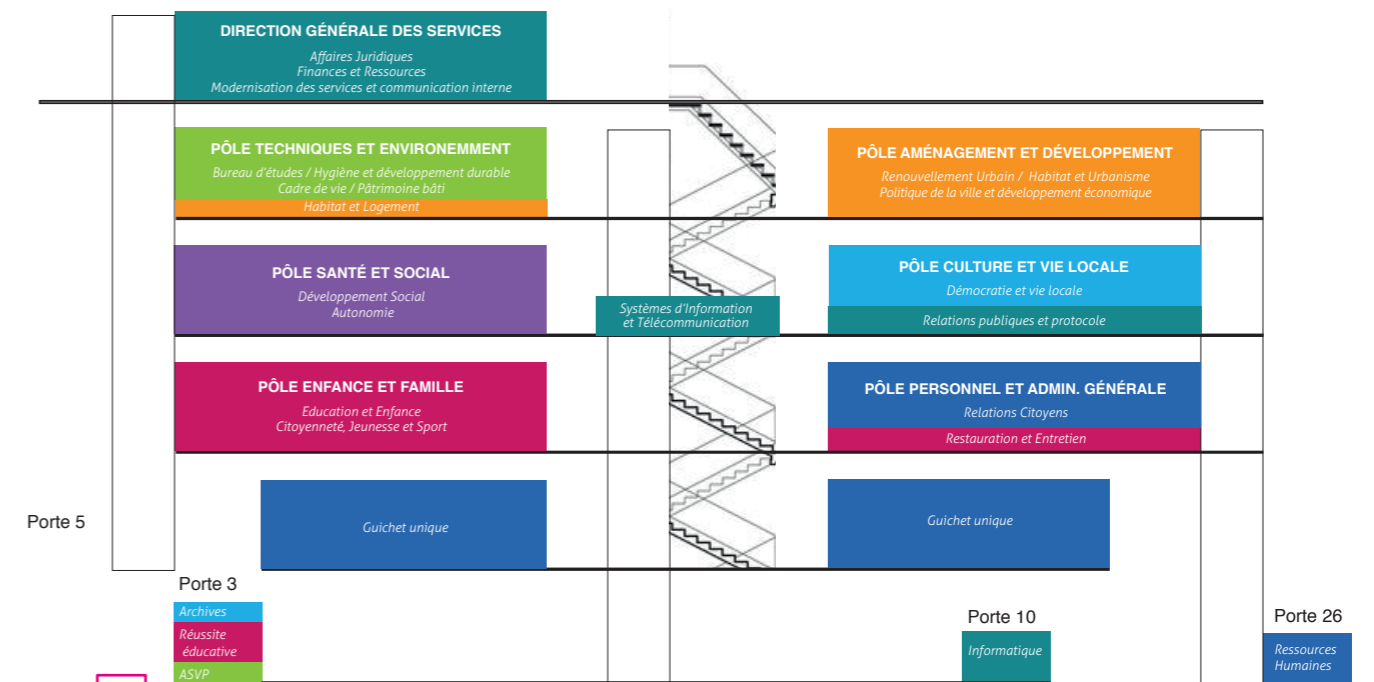 DIRECTION GÉNÉRALE DES SERVICES
Affaires Juridiques
Finances et Ressources
Modernisation des services et communication interne
PÔLE TECHNIQUES ET ENVIRONEMMENT
Bureau d'études / Hygiène et développement durable
Cadre de vie / Pâtrimoine bâti
Habitat et Logement
PÔLE AMÉNAGEMENT ET DÉVELOPPEMENT
Renouvellement Urbain / Habitat et Urbanisme
Politique de la ville et développement économique
PÔLE SANTÉ ET SOCIAL
Développement Social
Autonomie
Systèmes d'Information
et Télécommunication
PÔLE CULTURE ET VIE LOCALE
Démocratie et vie locale
Relations publiques et protocole
PÔLE ENFANCE ET FAMILLE
Education et Enfance
Citoyenneté, Jeunesse et Sport
PÔLE PERSONNEL ET ADMIN. GÉNÉRALE
Relations Citoyens
Restauration et Entretien
Porte 5
Guichet unique
Guichet unique
Porte 3
Archives
Réussite
éducative
ASVP
Porte 10
Informatique
Porte 26
Ressources
Humaines